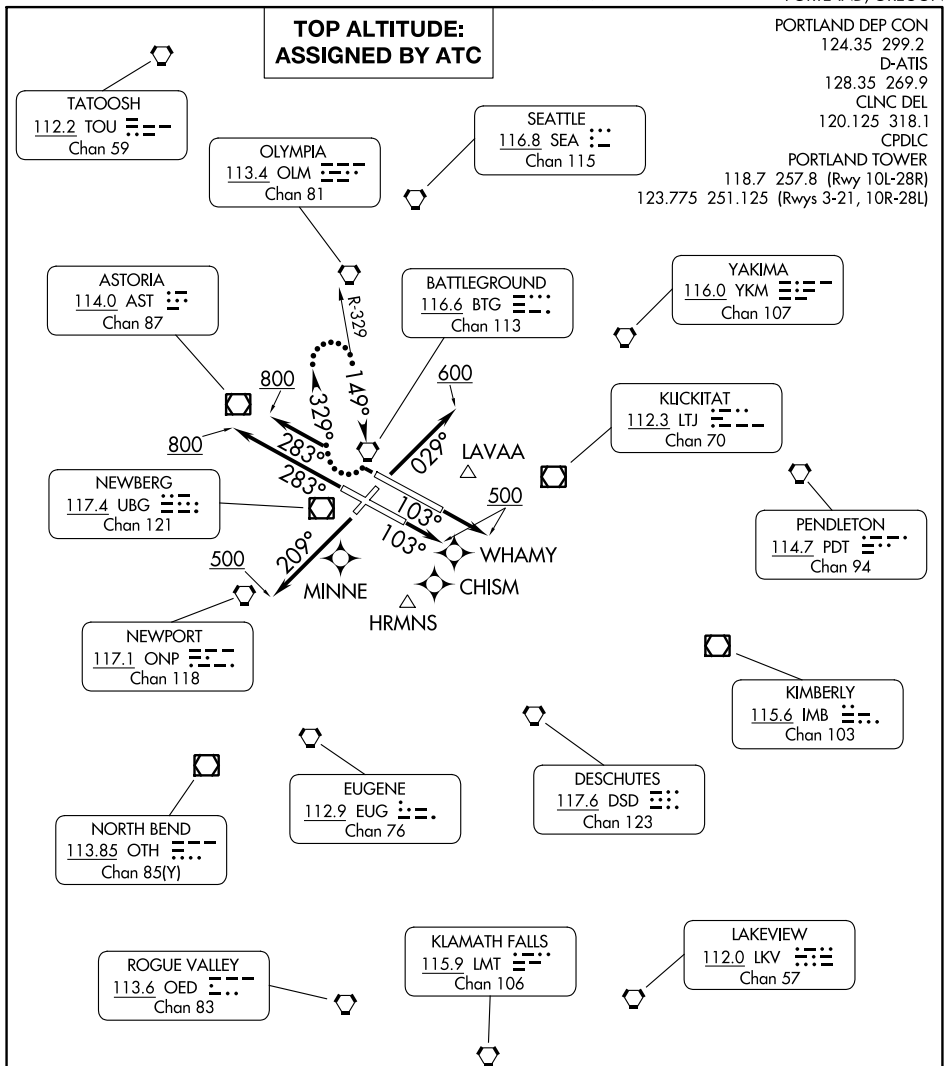 TOP ALTITUDE:
ASSIGNED BY ATC
PORTLAND DEP CON
124.35 299.2
D-ATIS
128.35 269.9
CLNC DEL
120.125 318.1
CPDLC
PORTLAND TOWER
118.7 257.8 (Rwy 10L-28R)
123.775 251.125 (Rwys 3-21, 10R-28L)
TATOOSH
112.2 TOU
Chan 59
SEATTLE
116.8 SEA
Chan 115
OLYMPIA
113.4 OLM
Chan 81
ASTORIA
114.0 AST
Chan 87
BATTLEGROUND
116.6 BTG
Chan 113
YAKIMA
116.0 YKM
Chan 107
R-329
149°
329°
800
600
KLICKITAT
112.3 LTJ
Chan 70
800
283°
283°
029°
LAVAA
NEWBERG
117.4 UBG
Chan 121
103°
103°
500
PENDLETON
114.7 PDT
Chan 94
500
209°
MINNE
WHAMY
CHISM
HRMNS
NEWPORT
117.1 ONP
Chan 118
KIMBERLY
115.6 IMB
Chan 103
EUGENE
112.9 EUG
Chan 76
DESCHUTES
117.6 DSD
Chan 123
NORTH BEND
113.85 OTH
Chan 85(Y)
ROGUE VALLEY
113.6 OED
Chan 83
KLAMATH FALLS
115.9 LMT
Chan 106
LAKEVIEW
112.0 LKV
Chan 57